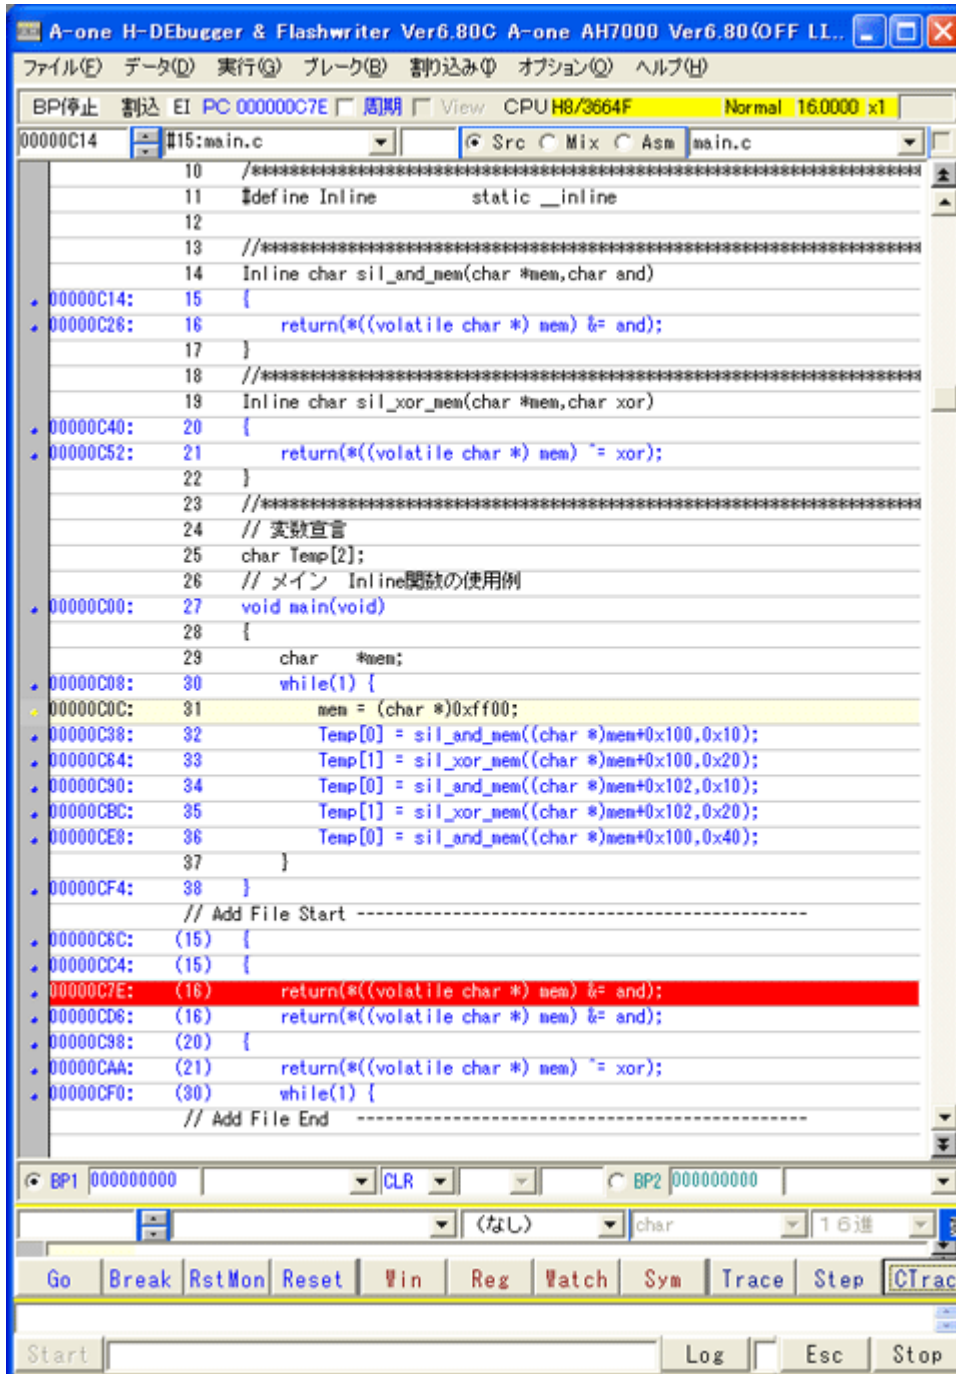 A-one H-DEbugger & Flashwriter Ver6.80C A-one AH7000 Ver6.80(OFF LI..
ファイル(F) データ(D) 実行(G) ブレーク(B) 割り込み(I) オプション(O) ヘルプ(H)
BP停止 割込 EI PC 000000C7E 周期 View CPU H8/3664F Normal 16.0000 x1
00000C14 #15:main.c Src Mix Asm main.c
10 /**********************************************************************
11 #define Inline static __inline
12
13 //*********************************************************************
14 Inline char sil_and_mem(char *mem,char and)
00000C14: 15 {
00000C26: 16 return(*((volatile char *) mem) &= and);
17 }
18 //*********************************************************************
19 Inline char sil_xor_mem(char *mem,char xor)
00000C40: 20 {
00000C52: 21 return(*((volatile char *) mem) ^= xor);
22 }
23 //*********************************************************************
24 // 変数宣言
25 char Temp[2];
26 // メイン Inline関数の使用例
00000C00: 27 void main(void)
28 {
29 char *mem;
00000C08: 30 while(1) {
00000C0C: 31 mem = (char *)0xff00;
00000C38: 32 Temp[0] = sil_and_mem((char *)mem+0x100,0x10);
00000C64: 33 Temp[1] = sil_xor_mem((char *)mem+0x100,0x20);
00000C90: 34 Temp[0] = sil_and_mem((char *)mem+0x102,0x10);
00000CBC: 35 Temp[1] = sil_xor_mem((char *)mem+0x102,0x20);
00000CE8: 36 Temp[0] = sil_and_mem((char *)mem+0x100,0x40);
37 }
00000CF4: 38 }
// Add File Start -----------------------------------------------
00000C6C: (15) {
00000CC4: (15) {
00000C7E: (16) return(*((volatile char *) mem) &= and);
00000CD6: (16) return(*((volatile char *) mem) &= and);
00000C98: (20) {
00000CAA: (21) return(*((volatile char *) mem) ^= xor);
00000CF0: (30) while(1) {
// Add File End -----------------------------------------------
BP1 000000000 CLR BP2 000000000
(なし) char 16進
Go Break RstMon Reset Win Reg Watch Sym Trace Step CTrac
Start Log Esc Stop